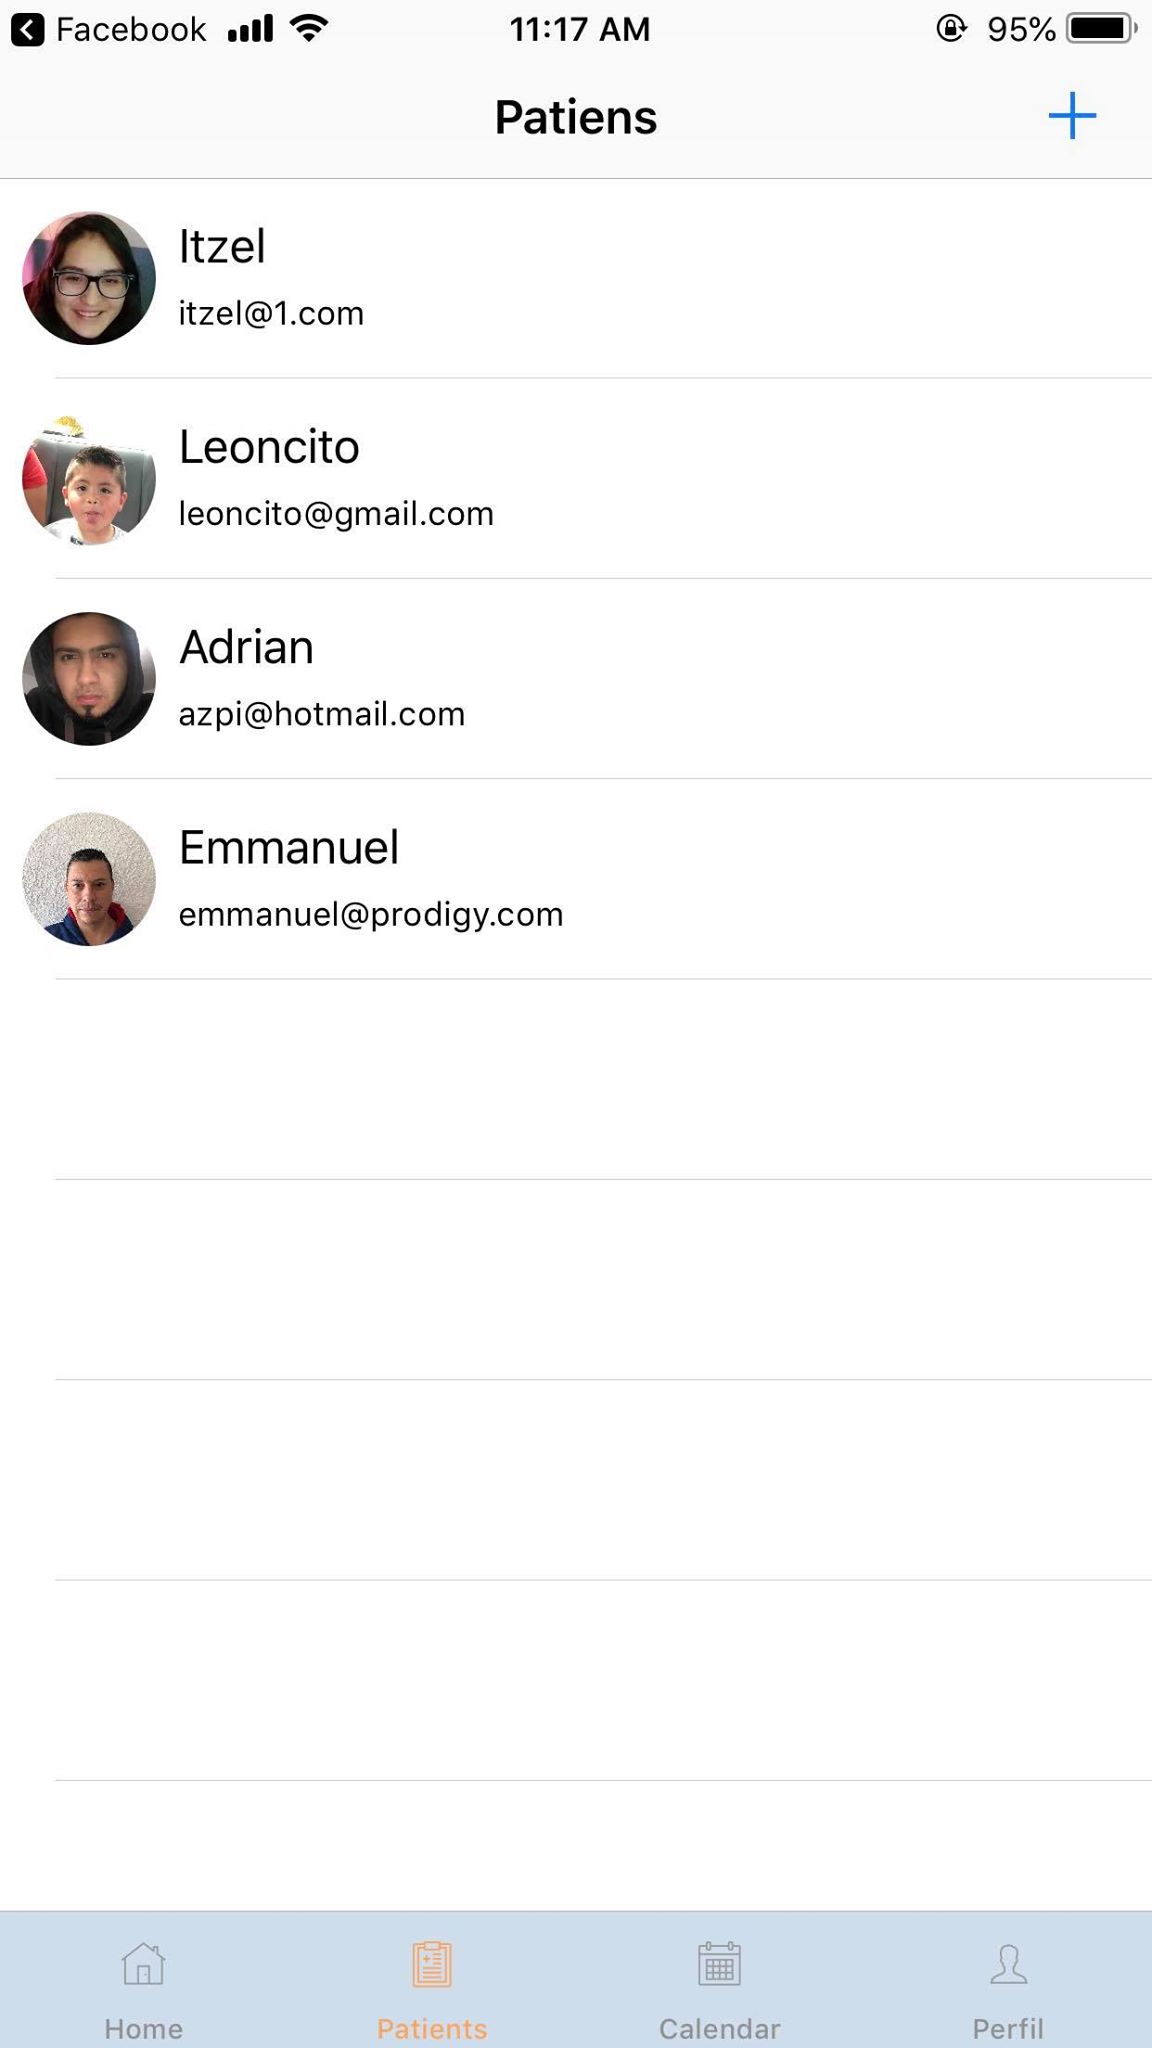 Facebook 11:17 AM 95%
Patiens
Itzel
itzel@1.com
Leoncito
leoncito@gmail.com
Adrian
azpi@hotmail.com
Emmanuel
emmanuel@prodigy.com
Home Patients Calendar Perfil